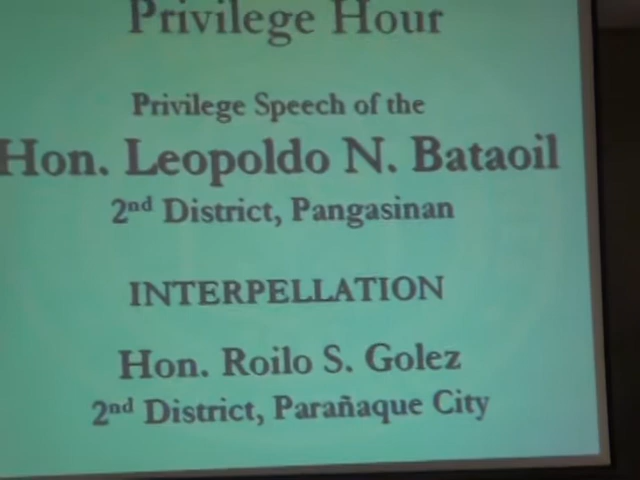 Privilege Hour
Privilege Speech of the
Hon. Leopoldo N. Bataoil
2nd District, Pangasinan
INTERPELLATION
Hon. Roilo S. Golez
2nd District, Parañaque City